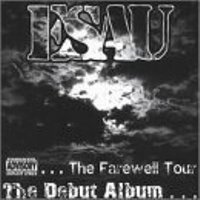 ESAU
. . . The Farewell Tour
The Debut Album . . .